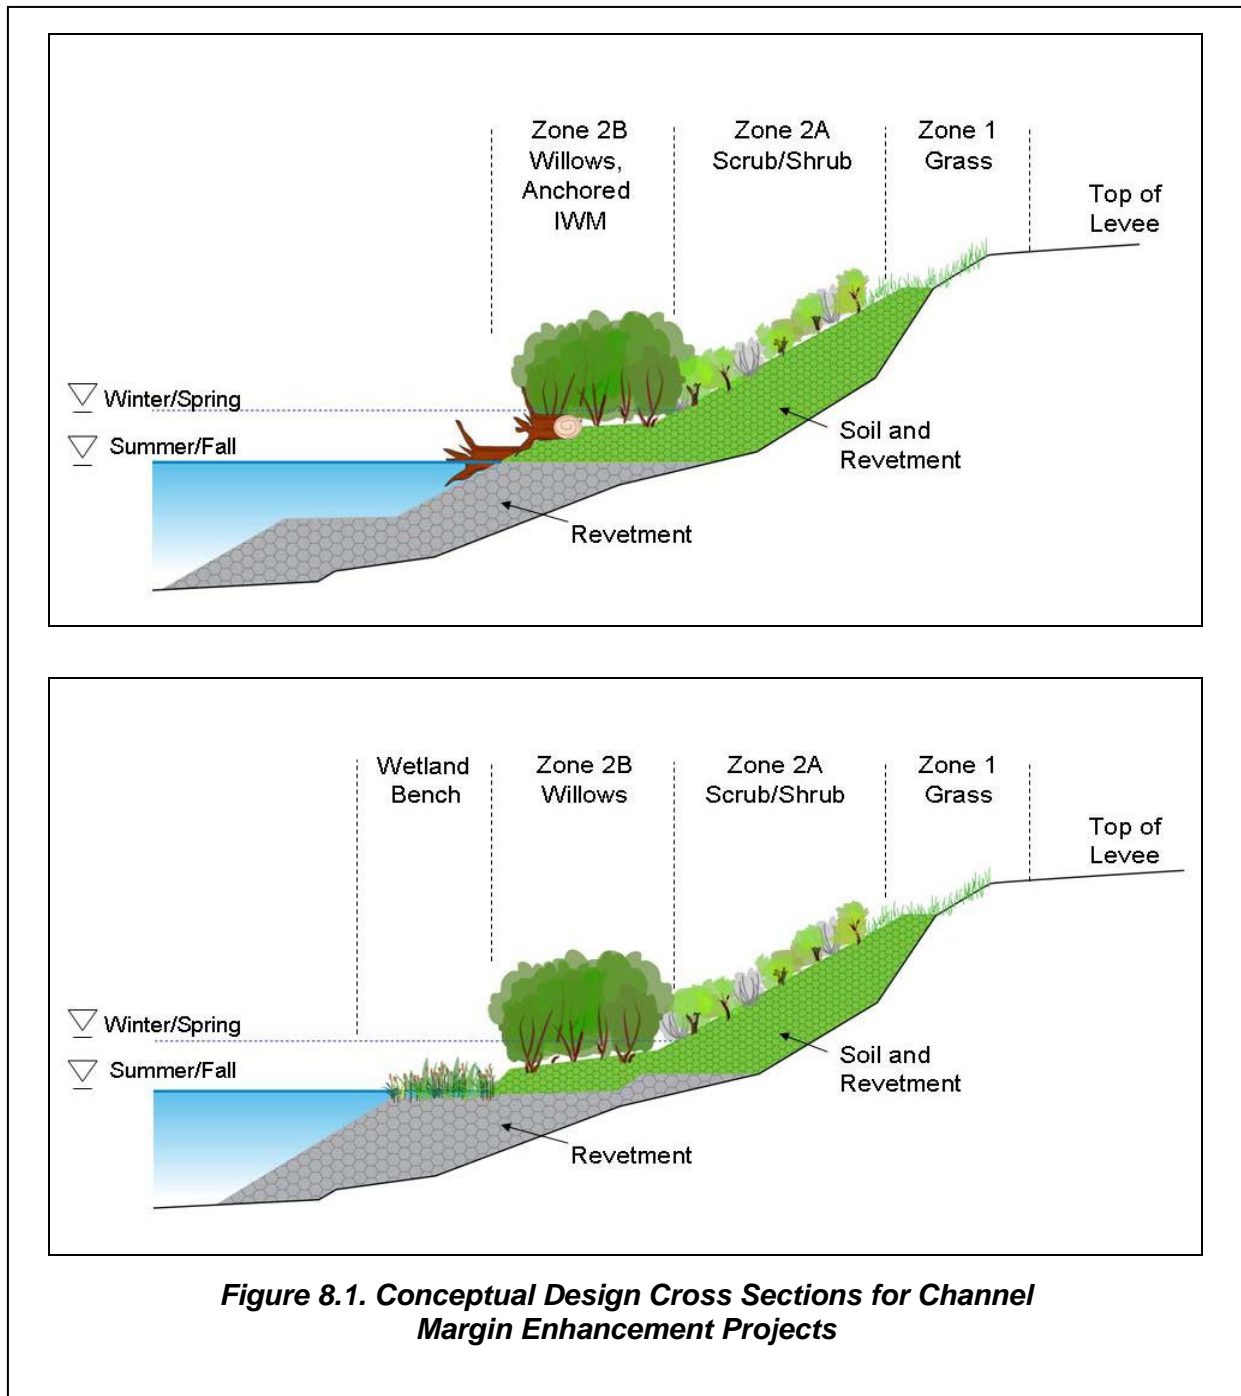 Zone 2B
Willows,
Anchored
IWM
Zone 2A
Scrub/Shrub
Zone 1
Grass
Top of
Levee
Winter/Spring
Summer/Fall
Soil and
Revetment
Revetment
Wetland
Bench
Zone 2B
Willows
Zone 2A
Scrub/Shrub
Zone 1
Grass
Top of
Levee
Winter/Spring
Summer/Fall
Soil and
Revetment
Revetment
Figure 8.1. Conceptual Design Cross Sections for Channel
Margin Enhancement Projects